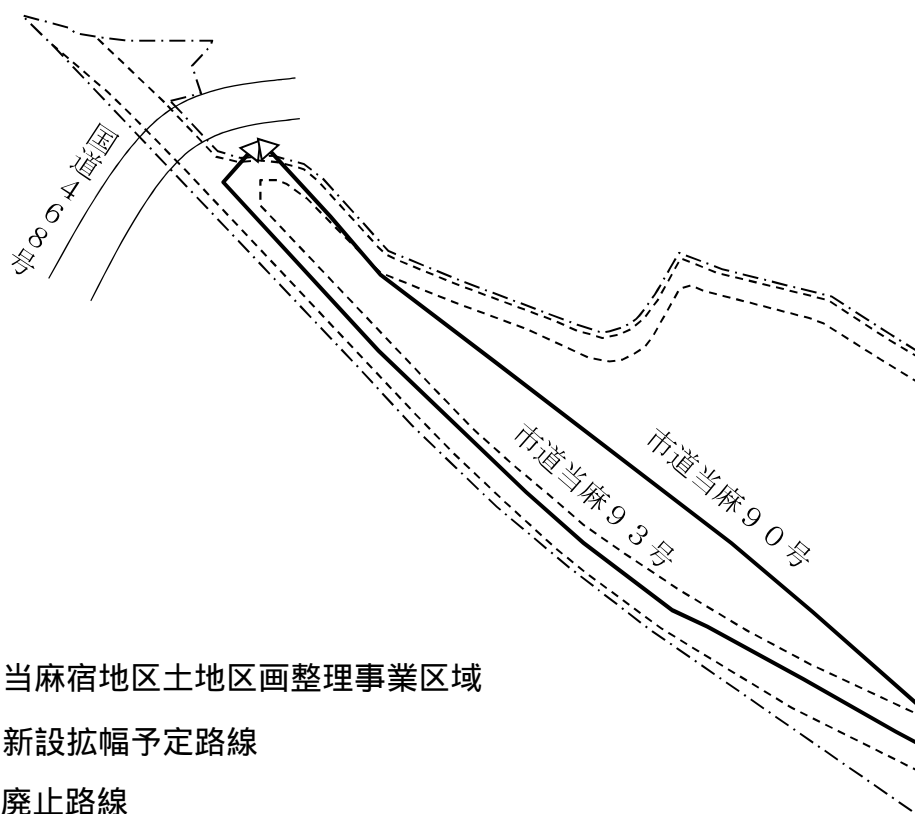 国道468号
市道当麻90号
市道当麻93号
当麻宿地区土地区画整理事業区域
新設拡幅予定路線
廃止路線